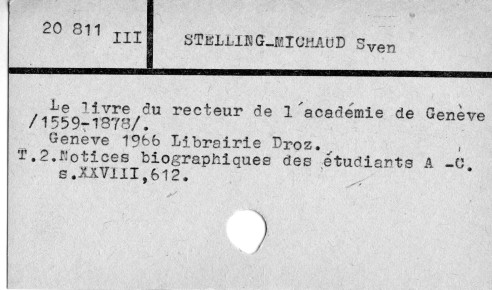 20 811 III
STELLING-MICHAUD Sven
Le livre du recteur de l'académie de Genève
/1559-1878/.
Genève 1966 Librairie Droz.
T.2.Notices biographiques des étudiants A -C.
s.XXVIII,612.